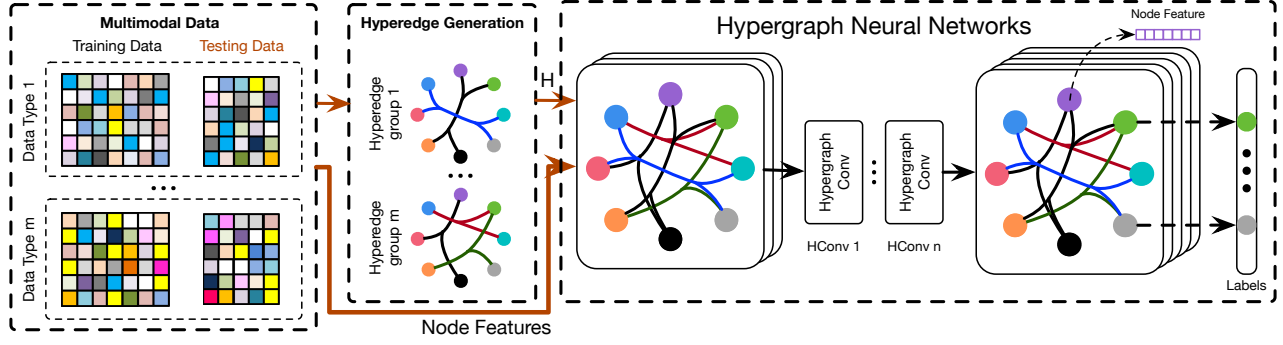 Multimodal Data
Training Data
Testing Data
Data Type 1
...
Data Type m
Hyperedge Generation
Hyperedge
group 1
...
Hyperedge
group m
H
Node Features
Hypergraph Neural Networks
Node Feature
Hypergraph
Conv
HConv 1
Hypergraph
Conv
HConv n
Labels